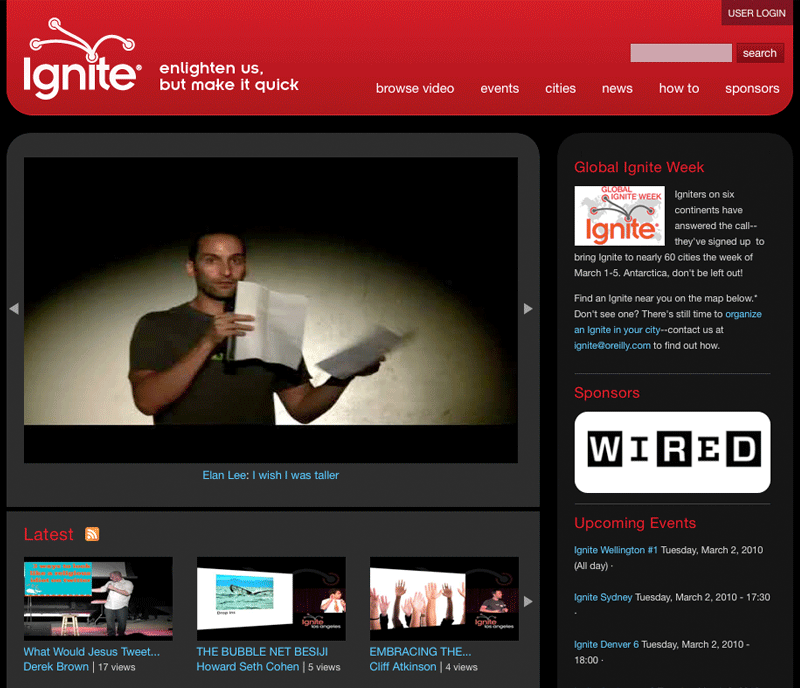 USER LOGIN
Ignite
enlighten us,
but make it quick
search
browse video
events
cities
news
how to
sponsors
Elan Lee: I wish I was taller
Latest
What Would Jesus Tweet...
Derek Brown | 17 views
THE BUBBLE NET BESIJI
Howard Seth Cohen | 5 views
EMBRACING THE...
Cliff Atkinson | 4 views
Ignite
los angeles
Ignite
los angeles
Global Ignite Week
GLOBAL
IGNITE WEEK
Ignite
Igniters on six
continents have
answered the call--
they've signed up to
bring Ignite to nearly 60 cities the week of
March 1-5. Antarctica, don't be left out!
Find an Ignite near you on the map below.*
Don't see one? There's still time to organize
an Ignite in your city--contact us at
ignite@oreilly.com to find out how.
Sponsors
WIRED
Upcoming Events
Ignite Wellington #1 Tuesday, March 2, 2010
(All day) ·
Ignite Sydney Tuesday, March 2, 2010 - 17:30
·
Ignite Denver 6 Tuesday, March 2, 2010 -
18:00 ·